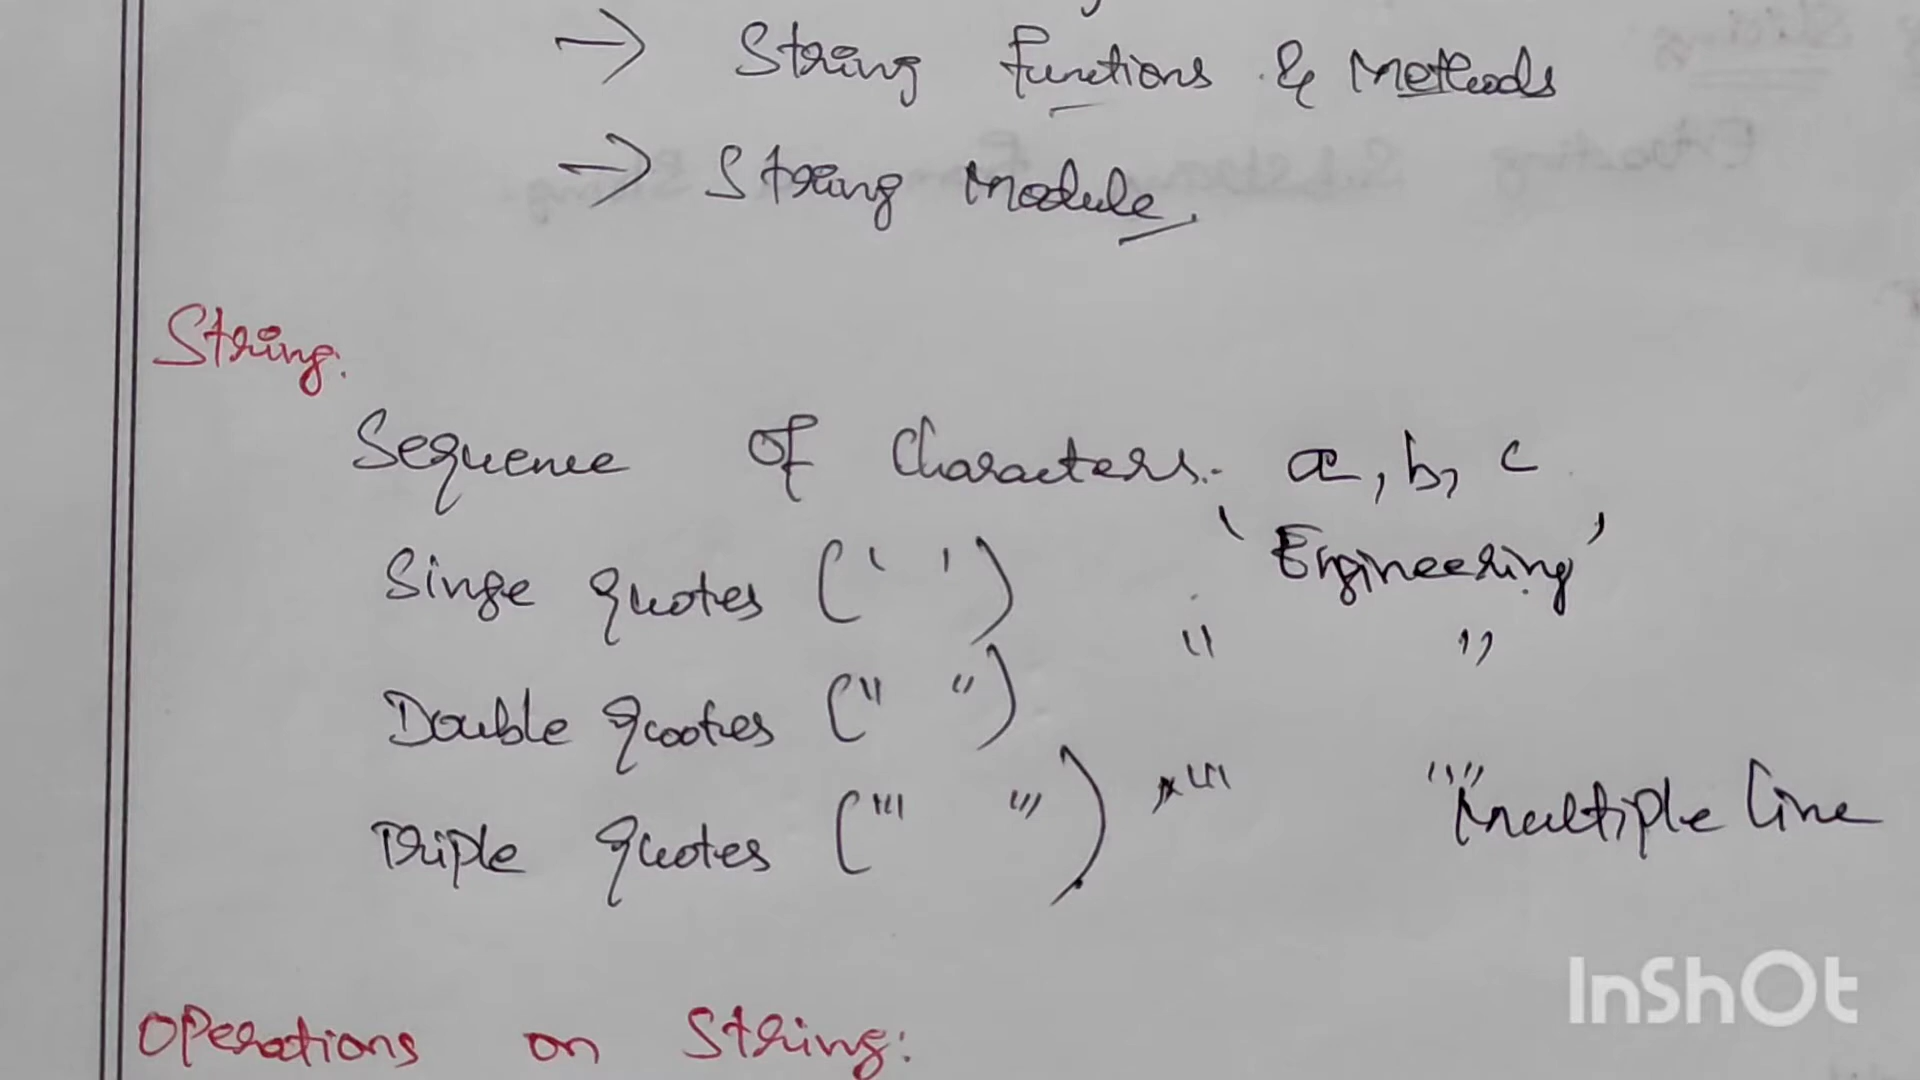 → String functions & Methods
→ String Module.
String:
Sequence of Characters. a, b, c
Singe quotes (' ') 'Engineering'
Double quootes (" ") " "
Triple quotes (""" """) """ """ Multiple line
Operations on String:
InShOt